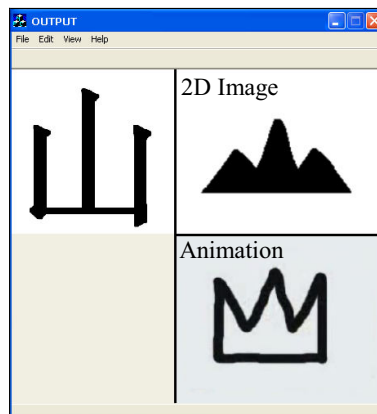 OUTPUT
File Edit View Help
山
2D Image
Animation